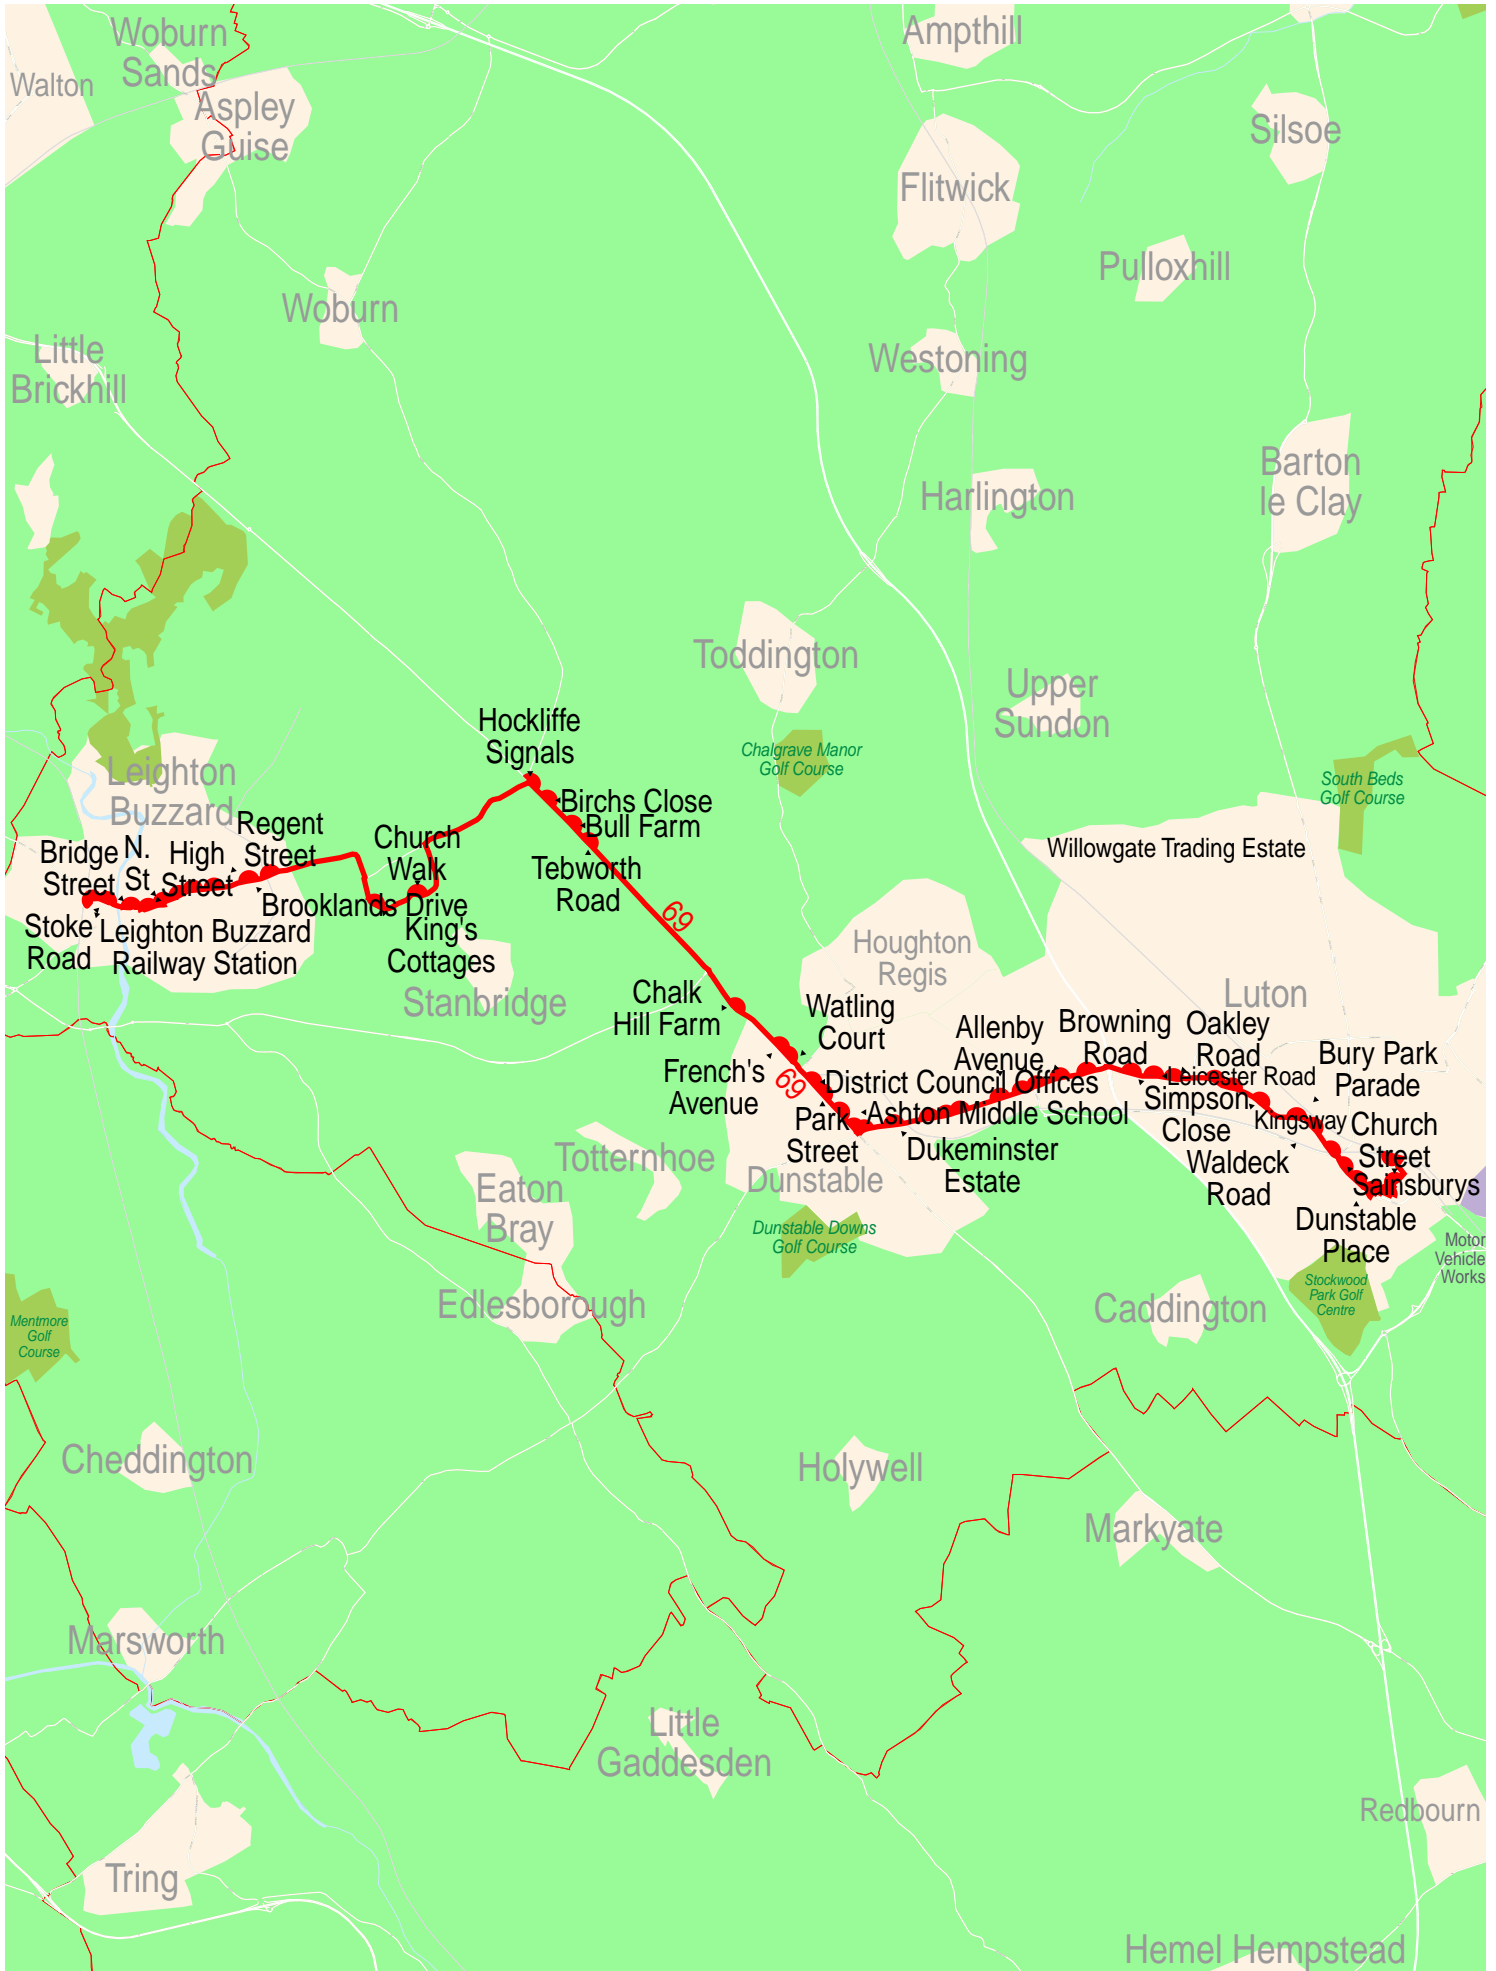 Woburn
Sands
Ampthill
Walton
Aspley
Guise
Silsoe
Flitwick
Pulloxhill
Woburn
Little
Brickhill
Westoning
Barton
le Clay
Harlington
Toddington
Upper
Sundon
Hockliffe
Signals
Chalgrave Manor
Golf Course
South Beds
Golf Course
Leighton
Buzzard
Birchs Close
Bull Farm
Regent
Street
Church
Walk
Bridge
Street
N.
St.
High
Street
Tebworth
Road
Willowgate Trading Estate
Brooklands Drive
69
Stoke
Road
Leighton Buzzard
Railway Station
King's
Cottages
Stanbridge
Houghton
Regis
Luton
Chalk
Hill Farm
Watling
Court
Allenby
Avenue
Browning
Road
Oakley
Road
Bury Park
Parade
French's
Avenue
69
District Council Offices
Leicester Road
Ashton Middle School
Simpson
Close
Kingsway
Park
Street
Church
Street
Dukeminster
Estate
Waldeck
Road
Totternhoe
Dunstable
Sainsburys
Eaton
Bray
Dunstable Downs
Golf Course
Dunstable
Place
Motor
Vehicle
Works
Edlesborough
Caddington
Stockwood
Park Golf
Centre
Mentmore
Golf
Course
Cheddington
Holywell
Markyate
Marsworth
Little
Gaddesden
Redbourn
Tring
Hemel Hempstead